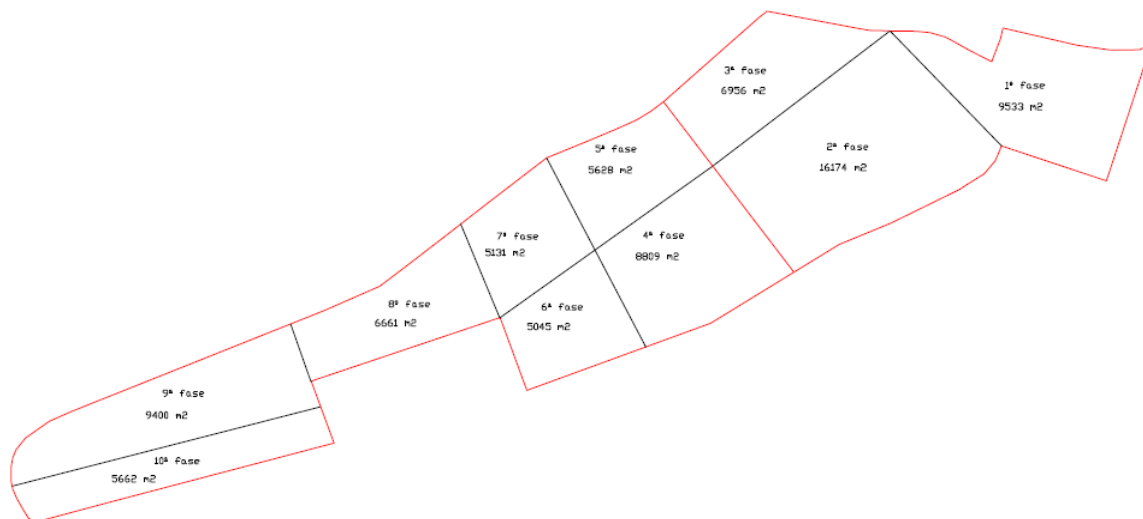 3ª fase
6956 m2
1ª fase
9533 m2
5ª fase
5628 m2
2ª fase
16174 m2
7ª fase
5131 m2
4ª fase
8809 m2
8ª fase
6661 m2
6ª fase
5045 m2
9ª fase
9400 m2
10ª fase
5662 m2